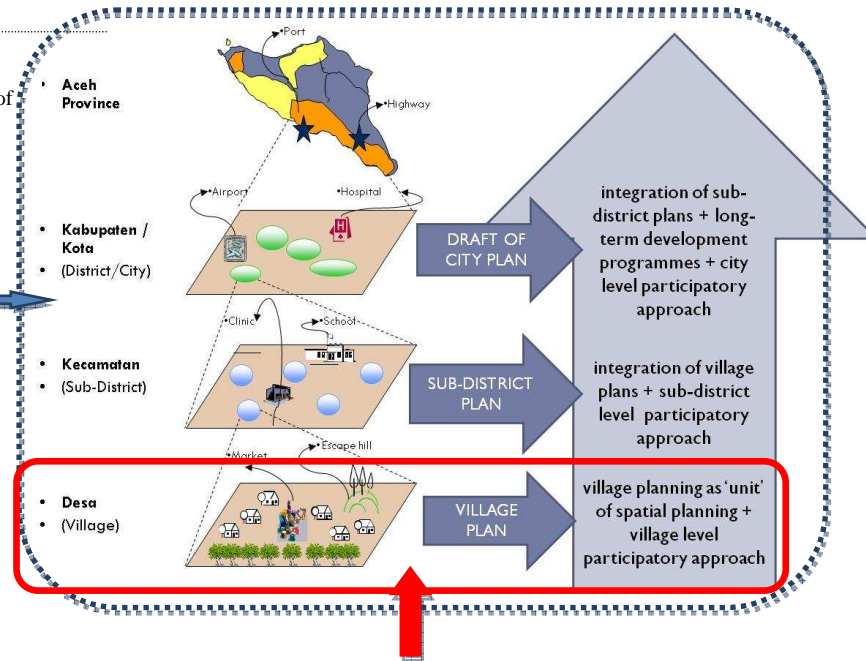 of
• Aceh
Province
•Port
•Highway
•Airport
•Hospital
• Kabupaten /
Kota
• (District/City)
DRAFT OF
CITY PLAN
integration of sub-
district plans + long-
term development
programmes + city
level participatory
approach
•Clinic
•School
• Kecamatan
• (Sub-District)
SUB-DISTRICT
PLAN
integration of village
plans + sub-district
level participatory
approach
•Market
•Escape hill
• Desa
• (Village)
VILLAGE
PLAN
village planning as ‘unit’
of spatial planning +
village level
participatory approach
H